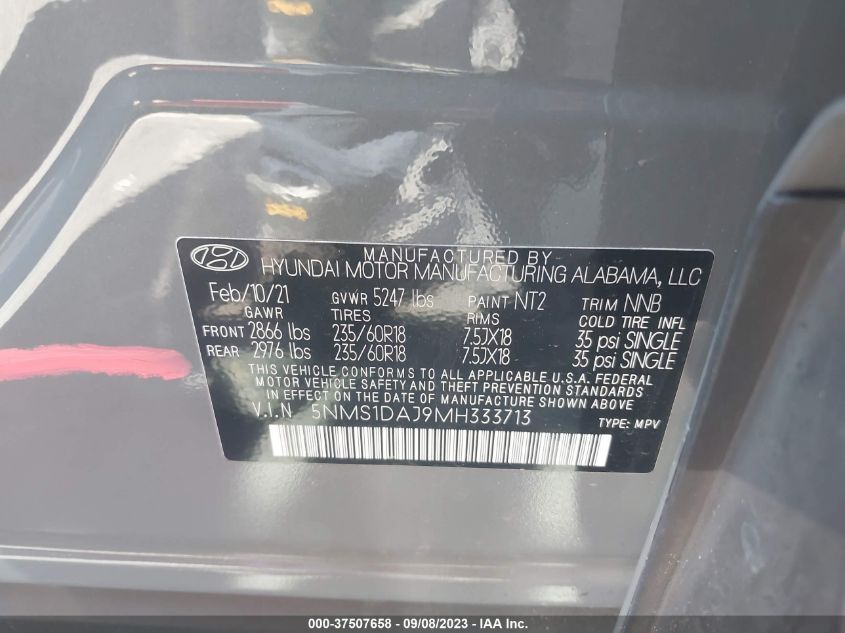 MANUFACTURED BY
HYUNDAI MOTOR MANUFACTURING ALABAMA, LLC
Feb/10/21 GVWR 5247 lbs PAINT NT2 TRIM NNB
GAWR TIRES RIMS COLD TIRE INFL
FRONT 2866 lbs 235/60R18 7.5JX18 35 psi SINGLE
REAR 2976 lbs 235/60R18 7.5JX18 35 psi SINGLE
THIS VEHICLE CONFORMS TO ALL APPLICABLE U.S.A. FEDERAL
MOTOR VEHICLE SAFETY AND THEFT PREVENTION STANDARDS
IN EFFECT ON THE DATE OF MANUFACTURE SHOWN ABOVE.
V.I.N 5NMS1DAJ9MH333713 TYPE: MPV
000-37507658 - 09/08/2023 - IAA Inc.